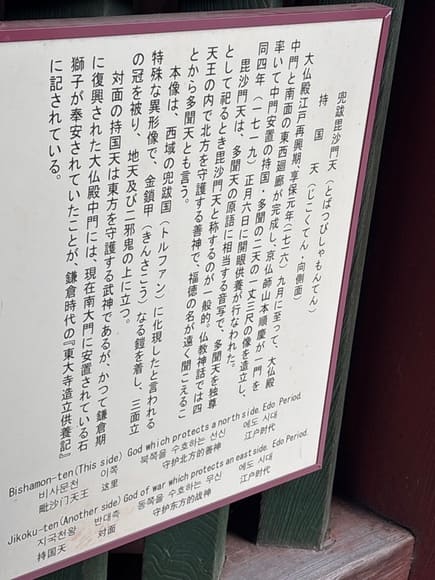 兜跋毘沙門天（とばつびしゃもんてん）
持国天（じこくてん・向側面）
大仏殿江戸再興期、享保元年（一七一六）九月に至って、大仏殿
中門と南面の東西廻廊が完成し、京仏師山本順慶が一門を
率いて中門安置の持国・多聞の二天の一丈三尺の像を造立し、
同四年（一七一九）正月六日に開眼供養が行なわれた。
毘沙門天は、多聞天の原語に相当する音写で、多聞天を独尊
として祀るとき毘沙門天と称するのが一般的。仏教神話では四
天王の内で北方を守護する善神で、福徳の名が遠く聞こえるこ
とから多聞天とも言う。
本像は、西域の兜跋国（トルファン）に化現したと言われる
特殊な異形像で、金鎖甲（きんさこう）なる鎧を着し、三面立
の冠を被り、地天及び二邪鬼の上に立つ。
対面の持国天は東方を守護する武神であるが、かつて鎌倉期
に復興された大仏殿中門には、現在南大門に安置されている石
獅子が奉安されていたことが、鎌倉時代の『東大寺造立供養記』
に記されている。
Bishamon-ten(This side) God which protects a north side. Edo Period.
비사문천 이쪽 북쪽을 수호하는 선신 에도 시대
毗沙门天王 这里 守护北方的善神 江户时代
Jikoku-ten(Another side) God of war which protects an east side. Edo Period.
지국천왕 반대측 동쪽을 수호하는 무신 에도 시대
持国天 対面 守护东方的战神 江户时代